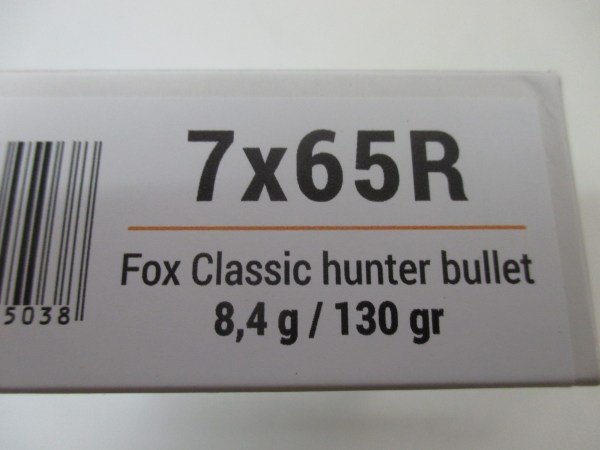 7x65R
Fox Classic hunter bullet
8,4 g / 130 gr
5038